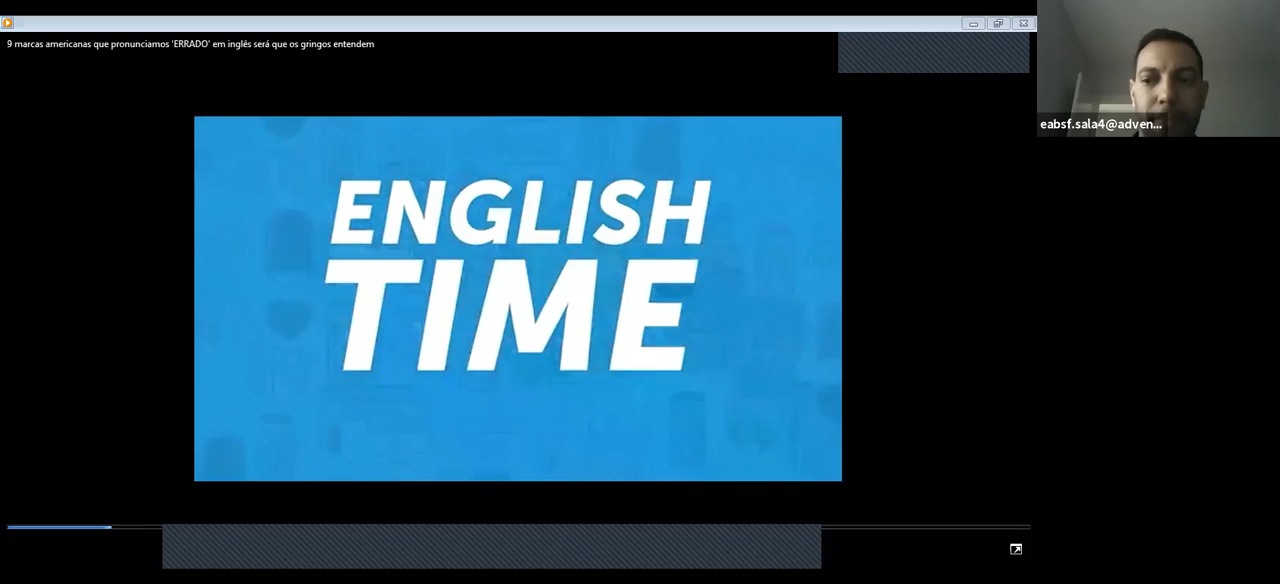 9 marcas americanas que pronunciamos 'ERRADO' em inglês será que os gringos entendem
ENGLISH
TIME
eabsf.sala4@adven...